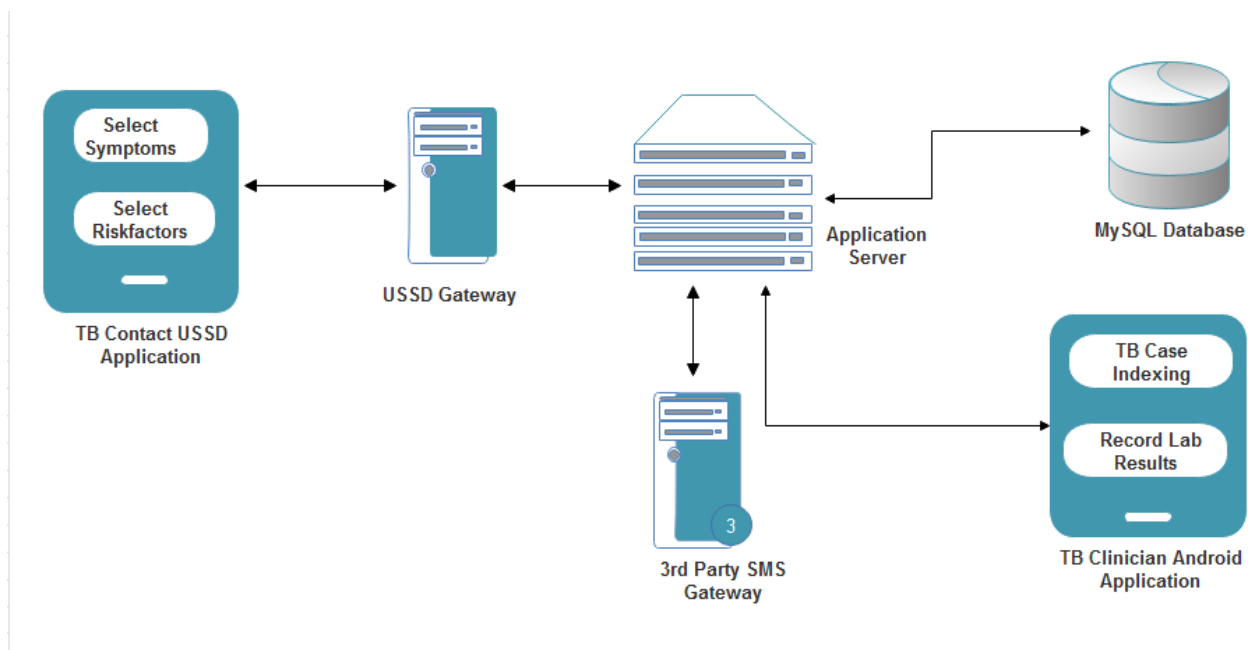 Select
Symptoms
Select
Riskfactors
TB Contact USSD
Application
USSD Gateway
Application
Server
MySQL Database
3
3rd Party SMS
Gateway
TB Case
Indexing
Record Lab
Results
TB Clinician Android
Application